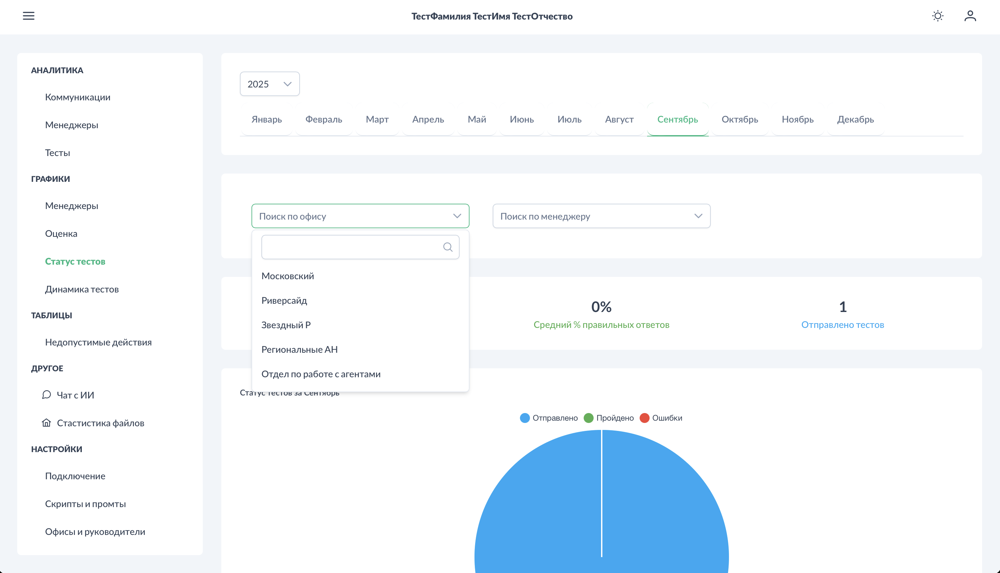 ТестФамилия ТестИмя ТестОтчество
АНАЛИТИКА
Коммуникации
Менеджеры
Тесты
ГРАФИКИ
Менеджеры
Оценка
Статус тестов
Динамика тестов
ТАБЛИЦЫ
Недопустимые действия
ДРУГОЕ
Чат с ИИ
Стастистика файлов
НАСТРОЙКИ
Подключение
Скрипты и промты
Офисы и руководители
2025
Январь Февраль Март Апрель Май Июнь Июль Август Сентябрь Октябрь Ноябрь Декабрь
Поиск по офису
Поиск по менеджеру
Московский
Риверсайд
Звездный Р
Региональные АН
Отдел по работе с агентами
0%
Средний % правильных ответов
1
Отправлено тестов
Статус тестов за Сентябрь
Отправлено Пройдено Ошибки